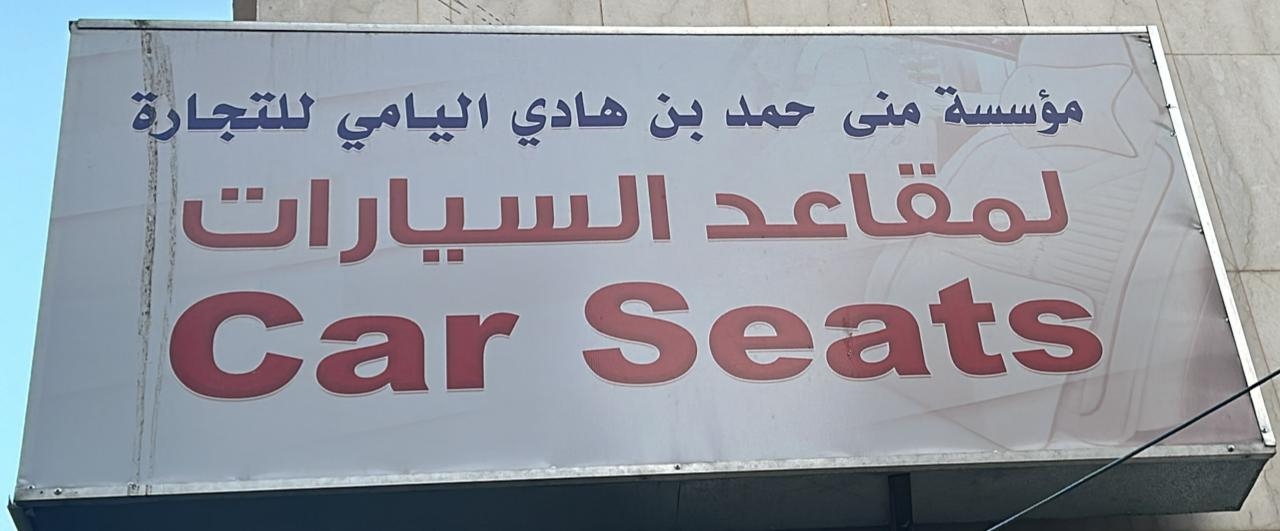 مؤسسة منى حمد بن هادي اليامي للتجارة
لمقاعد السيارات
Car Seats